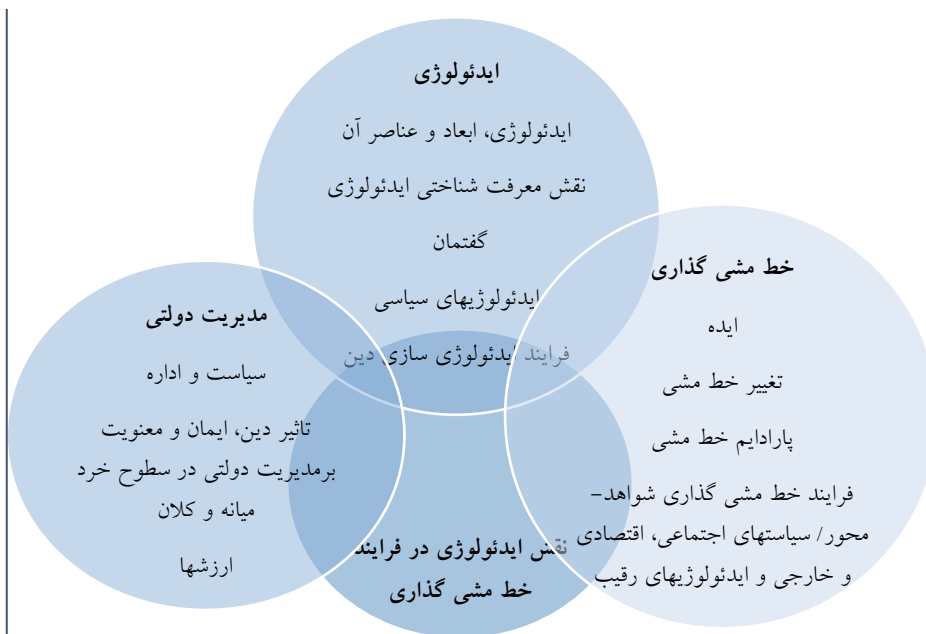 ایدئولوژی
ایدئولوژی، ابعاد و عناصر آن
نقش معرفت شناختی ایدئولوژی
گفتمان
ایدئولوژیهای سیاسی
فرایند ایدئولوژی سازی دین
خط مشی گذاری
ایده
تغییر خط مشی
پارادایم خط مشی
فرایند خط مشی گذاری شواهد-
محور/ سیاستهای اجتماعی، اقتصادی
و خارجی و ایدئولوژیهای رقیب
مدیریت دولتی
سیاست و اداره
تاثیر دین، ایمان و معنویت
برمدیریت دولتی در سطوح خرد
میانه و کلان
ارزشها
نقش ایدئولوژی در فرایند
خط مشی گذاری